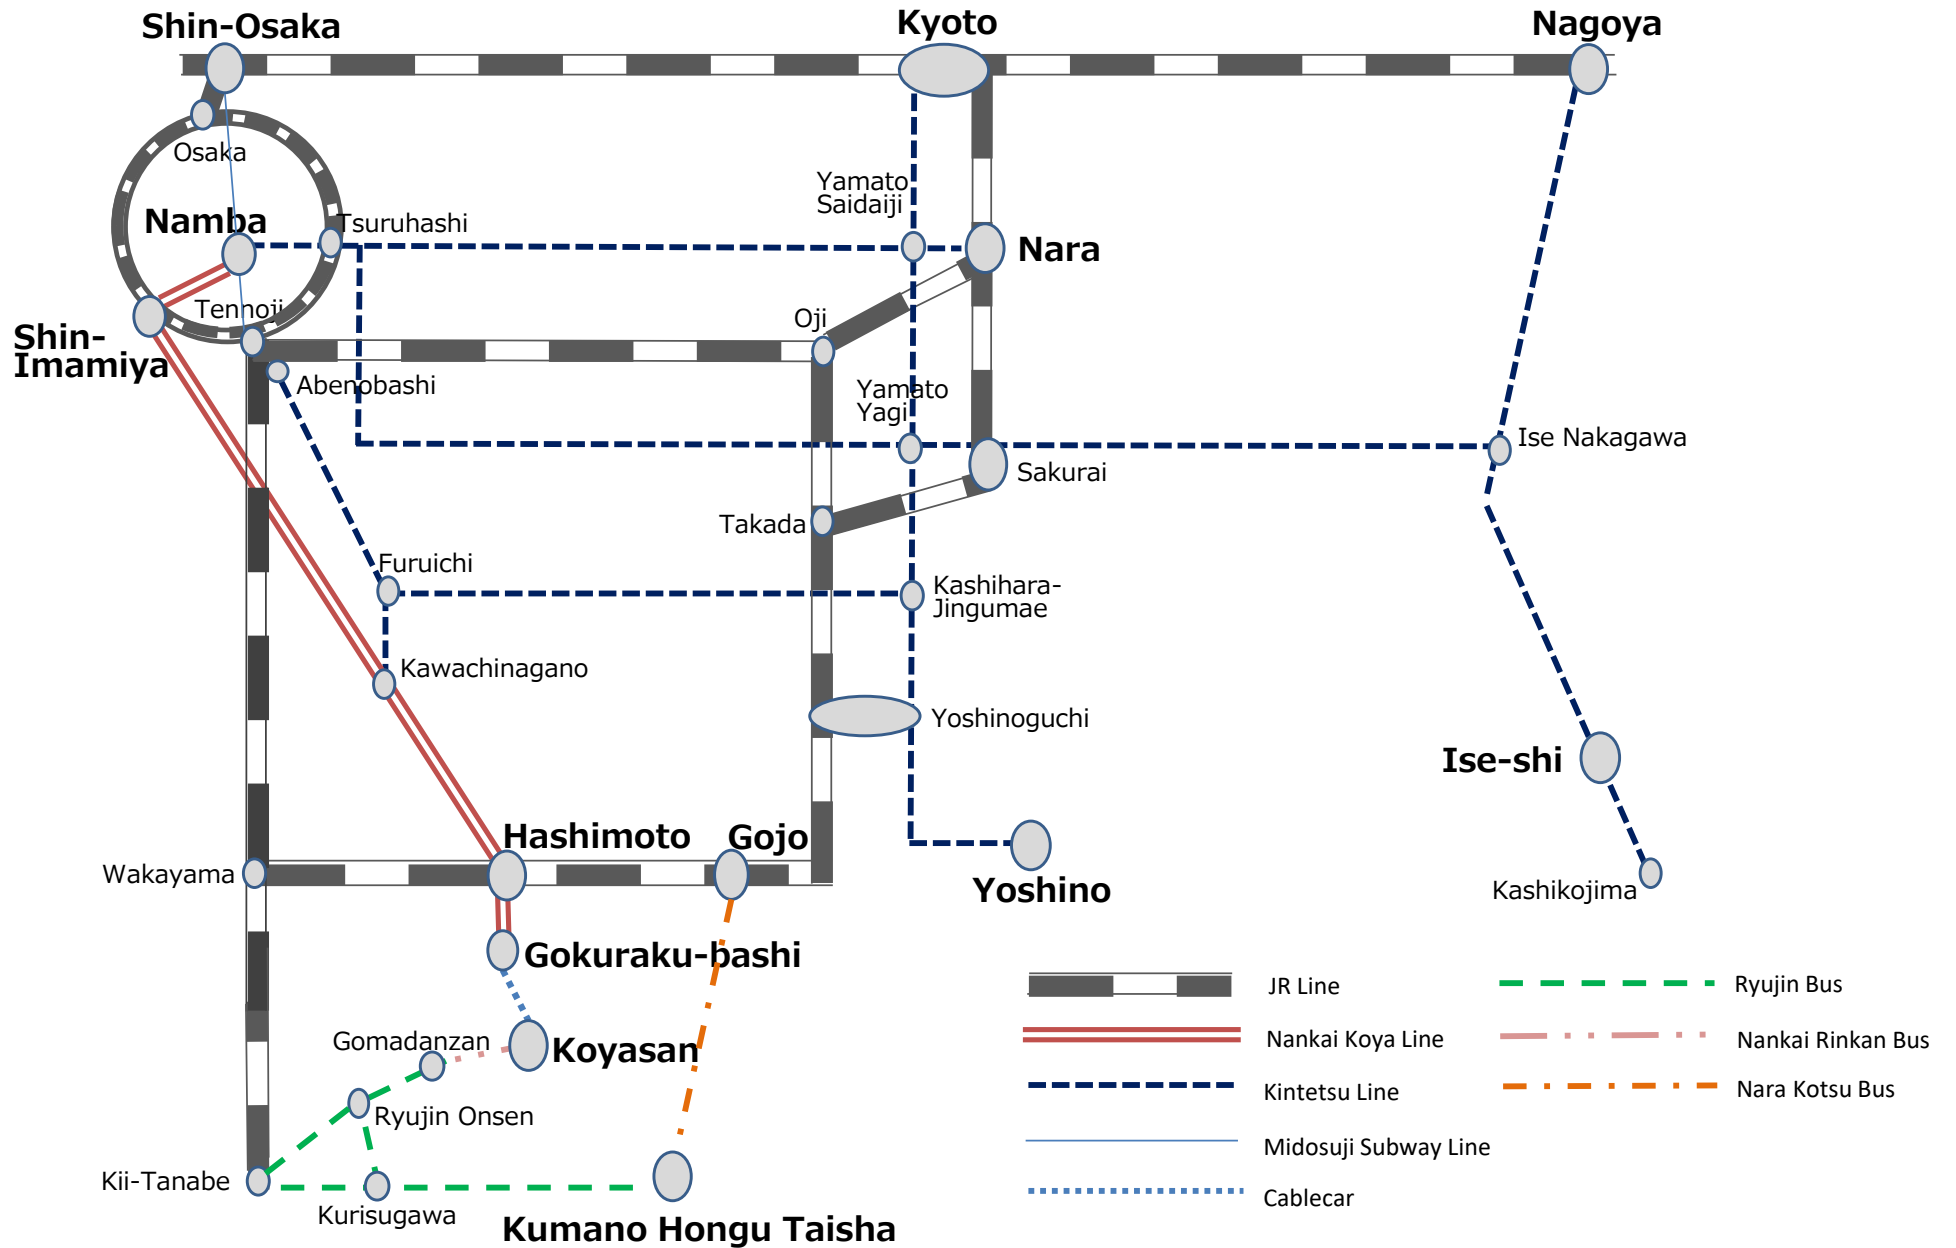 Shin-Osaka
Kyoto
Nagoya
Osaka
Yamato
Saidaiji
Namba
Tsuruhashi
Nara
Tennoji
Oji
Shin-
Imamiya
Abenobashi
Yamato
Yagi
Ise Nakagawa
Sakurai
Takada
Furuichi
Kashihara-
Jingumae
Kawachinagano
Yoshinoguchi
Ise-shi
Hashimoto
Gojo
Wakayama
Yoshino
Kashikojima
Gokuraku-bashi
JR Line
Ryujin Bus
Gomadanzan
Koyasan
Nankai Koya Line
Nankai Rinkan Bus
Kintetsu Line
Nara Kotsu Bus
Ryujin Onsen
Midosuji Subway Line
Kii-Tanabe
Cablecar
Kurisugawa
Kumano Hongu Taisha